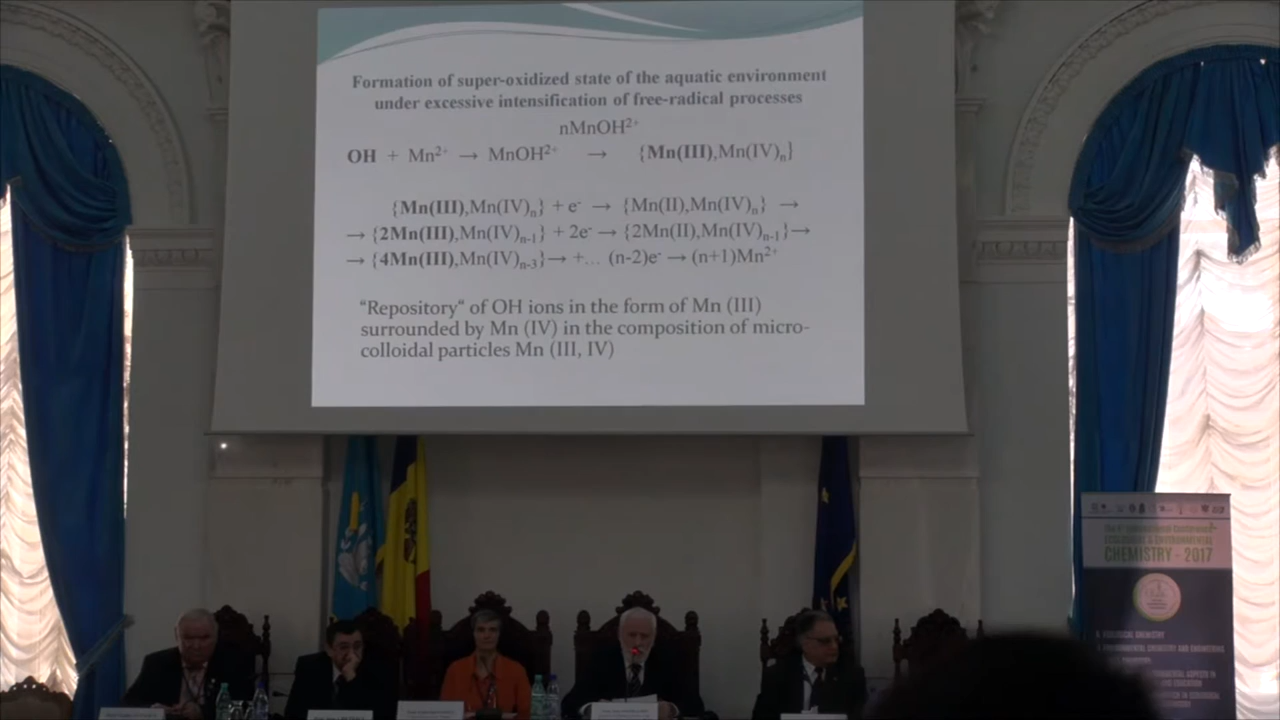 Formation of super-oxidized state of the aquatic environment
under excessive intensification of free-radical processes
nMnOH²⁺
OH + Mn²⁺ → MnOH²⁺ → {Mn(III),Mn(IV)ₙ}
{Mn(III),Mn(IV)ₙ} + e⁻ → {Mn(II),Mn(IV)ₙ} →
→ {2Mn(III),Mn(IV)ₙ₋₁} + 2e⁻ → {2Mn(II),Mn(IV)ₙ₋₁}→
→ {4Mn(III),Mn(IV)ₙ₋₃}→ +... (n-2)e⁻ → (n+1)Mn²⁺
“Repository“ of OH ions in the form of Mn (III)
surrounded by Mn (IV) in the composition of micro-
colloidal particles Mn (III, IV)
ECOLOGICAL & ENVIRONMENTAL
CHEMISTRY - 2017